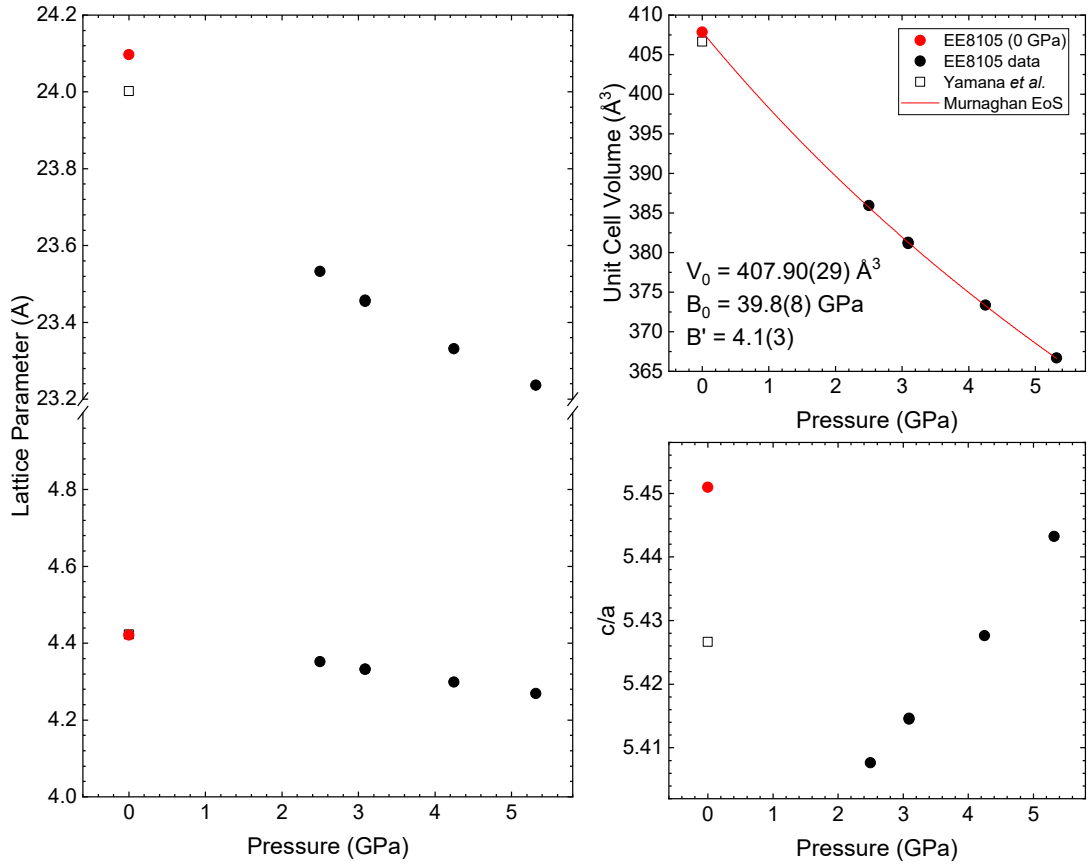 24.2
24.0
23.8
23.6
23.4
23.2
4.8
4.6
4.4
4.2
4.0
Lattice Parameter (Å)
0 1 2 3 4 5
Pressure (GPa)
410
405
400
395
390
385
380
375
370
365
Unit Cell Volume (Å³)
EE8105 (0 GPa)
EE8105 data
Yamana et al.
Murnaghan EoS
V₀ = 407.90(29) Å³
B₀ = 39.8(8) GPa
B' = 4.1(3)
0 1 2 3 4 5
Pressure (GPa)
5.45
5.44
5.43
5.42
5.41
c/a
0 1 2 3 4 5
Pressure (GPa)